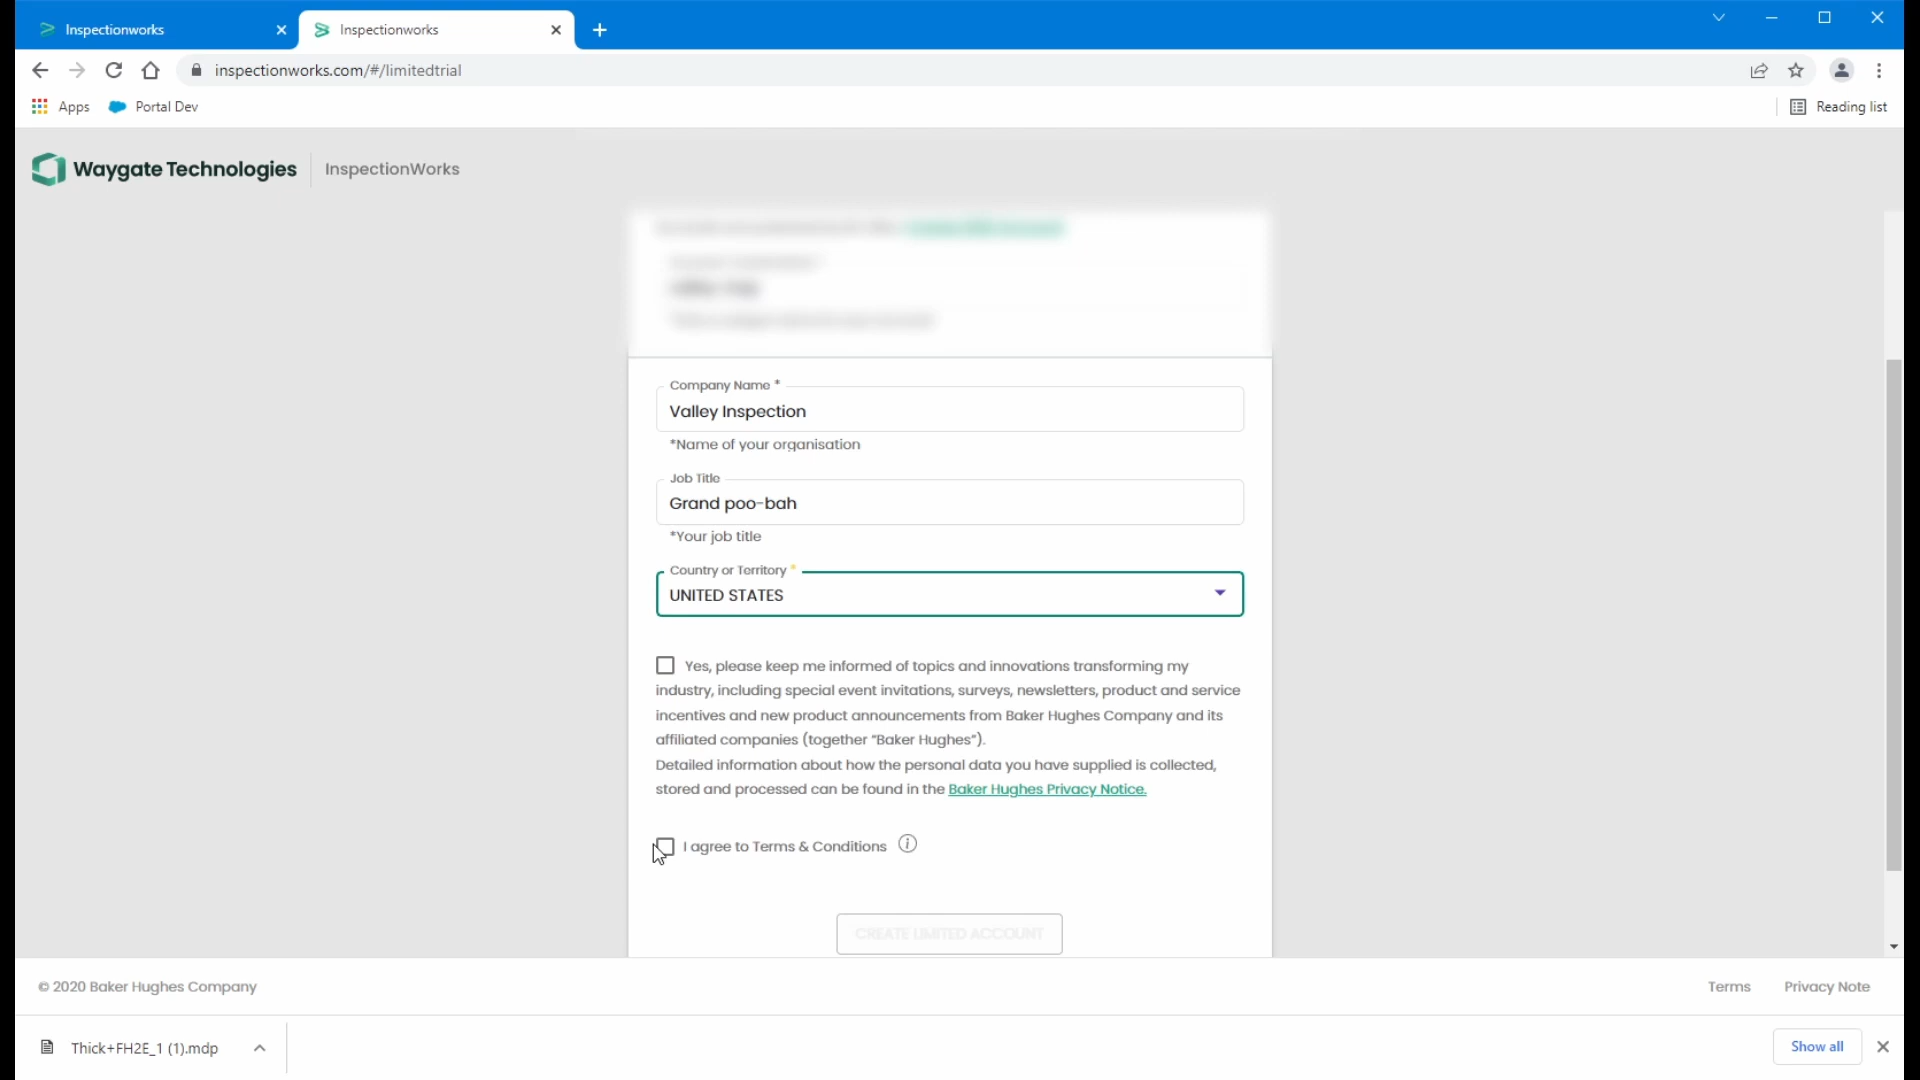 Inspectionworks
Inspectionworks
inspectionworks.com/#/limitedtrial
Apps
Portal Dev
Reading list
Waygate Technologies
InspectionWorks
Company Name *
Valley Inspection
*Name of your organisation
Job Title
Grand poo-bah
*Your job title
Country or Territory *
UNITED STATES
Yes, please keep me informed of topics and innovations transforming my
industry, including special event invitations, surveys, newsletters, product and service
incentives and new product announcements from Baker Hughes Company and its
affiliated companies (together “Baker Hughes”).
Detailed information about how the personal data you have supplied is collected,
stored and processed can be found in the Baker Hughes Privacy Notice.
I agree to Terms & Conditions
CREATE LIMITED ACCOUNT
© 2020 Baker Hughes Company
Terms
Privacy Note
Thick+FH2E_1 (1).mdp
Show all